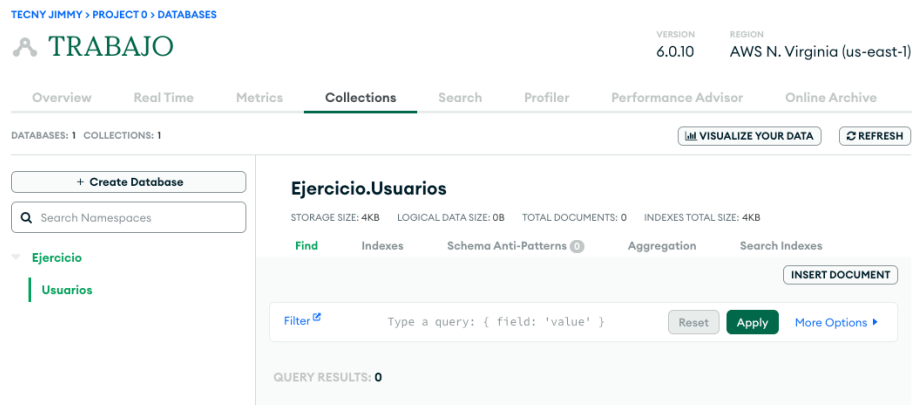 TECNY JIMMY > PROJECT 0 > DATABASES
TRABAJO
VERSION
6.0.10
REGION
AWS N. Virginia (us-east-1)
Overview Real Time Metrics Collections Search Profiler Performance Advisor Online Archive
DATABASES: 1 COLLECTIONS: 1
VISUALIZE YOUR DATA
REFRESH
+ Create Database
Search Namespaces
Ejercicio
Usuarios
Ejercicio.Usuarios
STORAGE SIZE: 4KB LOGICAL DATA SIZE: 0B TOTAL DOCUMENTS: 0 INDEXES TOTAL SIZE: 4KB
Find Indexes Schema Anti-Patterns 0 Aggregation Search Indexes
INSERT DOCUMENT
Filter Type a query: { field: 'value' } Reset Apply More Options
QUERY RESULTS: 0